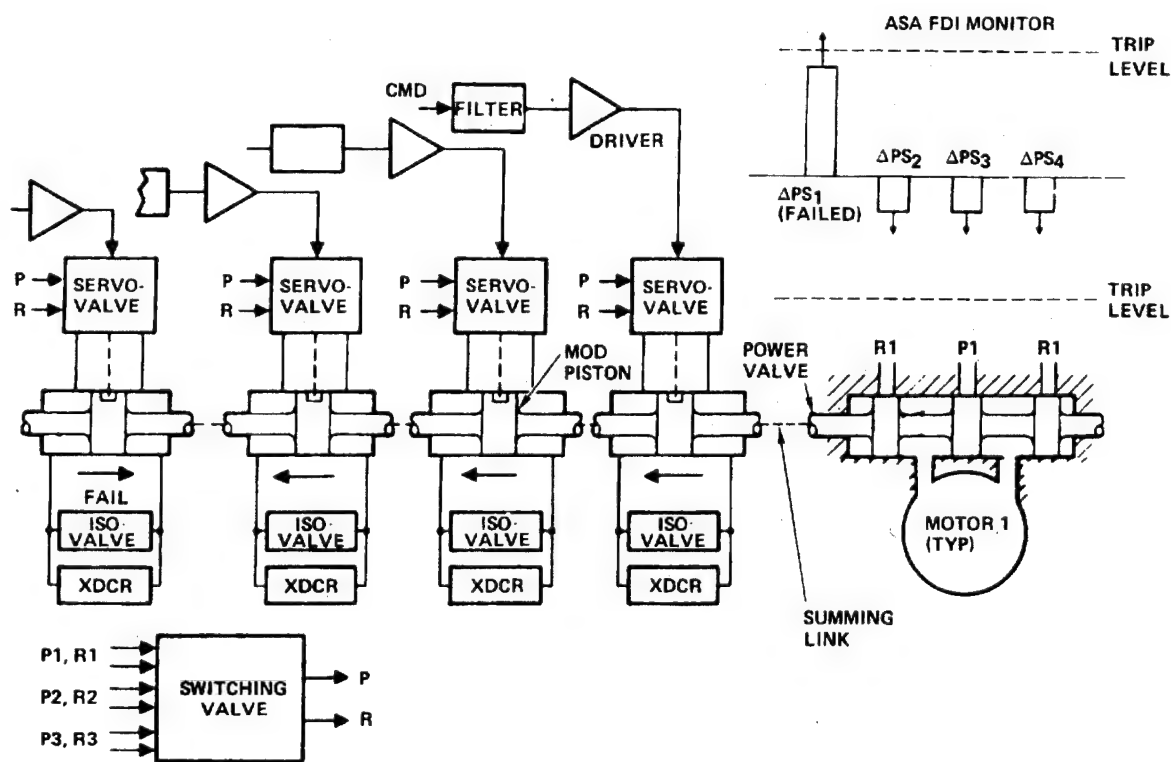 ASA FDI MONITOR
TRIP
LEVEL
CMD
FILTER
DRIVER
ΔPS1
(FAILED)
ΔPS2
ΔPS3
ΔPS4
TRIP
LEVEL
P
R
SERVO-
VALVE
P
R
SERVO-
VALVE
P
R
SERVO-
VALVE
P
R
SERVO-
VALVE
MOD
PISTON
POWER
VALVE
R1
P1
R1
FAIL
ISO-
VALVE
XDCR
ISO-
VALVE
XDCR
ISO-
VALVE
XDCR
ISO-
VALVE
XDCR
MOTOR 1
(TYP)
SUMMING
LINK
P1, R1
P2, R2
P3, R3
SWITCHING
VALVE
P
R